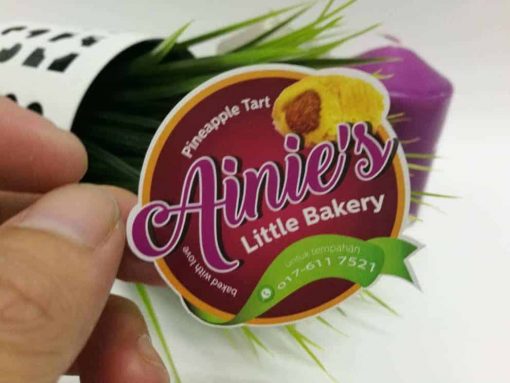 Pineapple Tart
Ainie's
Little Bakery
baked with love
untuk tempahan
017-611 7521